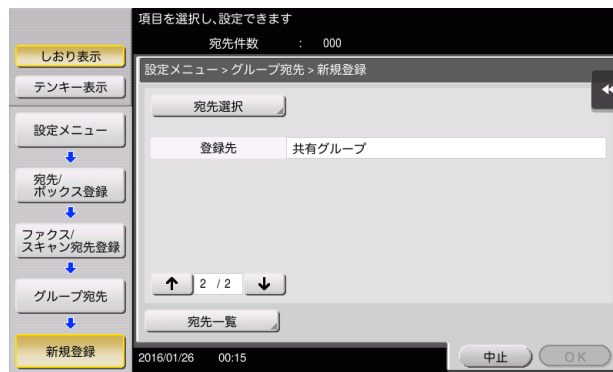 項目を選択し､設定できます
宛先件数 : 000
しおり表示
テンキー表示
設定メニュー
宛先/
ボックス登録
ファクス/
スキャン宛先登録
グループ宛先
新規登録
設定メニュー > グループ宛先 > 新規登録
宛先選択
登録先 共有グループ
↑ 2 / 2 ↓
宛先一覧
2016/01/26 00:15
中止 OK